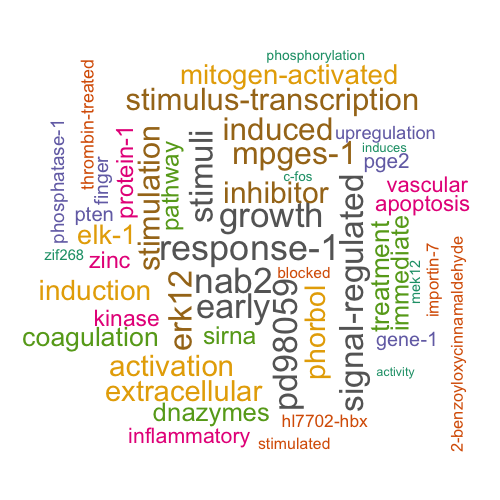 phosphorylation
mitogen-activated
stimulus-transcription
thrombin-treated
induced
upregulation
phosphatase-1
finger
protein-1
stimulation
pathway
stimuli
mpges-1
induces
pge2
c-fos
inhibitor
vascular
apoptosis
pten
growth
elk-1
response-1
signal-regulated
treatment
immediate
zif268
zinc
nab2
blocked
mek12
importin-7
2-benzoyloxycinnamaldehyde
induction
erk12
early
pd98059
phorbol
kinase
coagulation
sirna
gene-1
activation
activity
extracellular
dnazymes
hl7702-hbx
inflammatory
stimulated